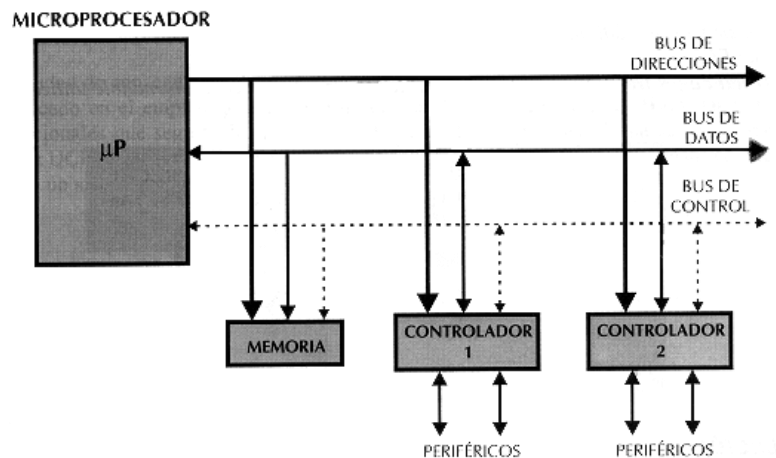 MICROPROCESADOR
µP
BUS DE
DIRECCIONES
BUS DE
DATOS
BUS DE
CONTROL
MEMORIA
CONTROLADOR
1
CONTROLADOR
2
PERIFÉRICOS
PERIFÉRICOS